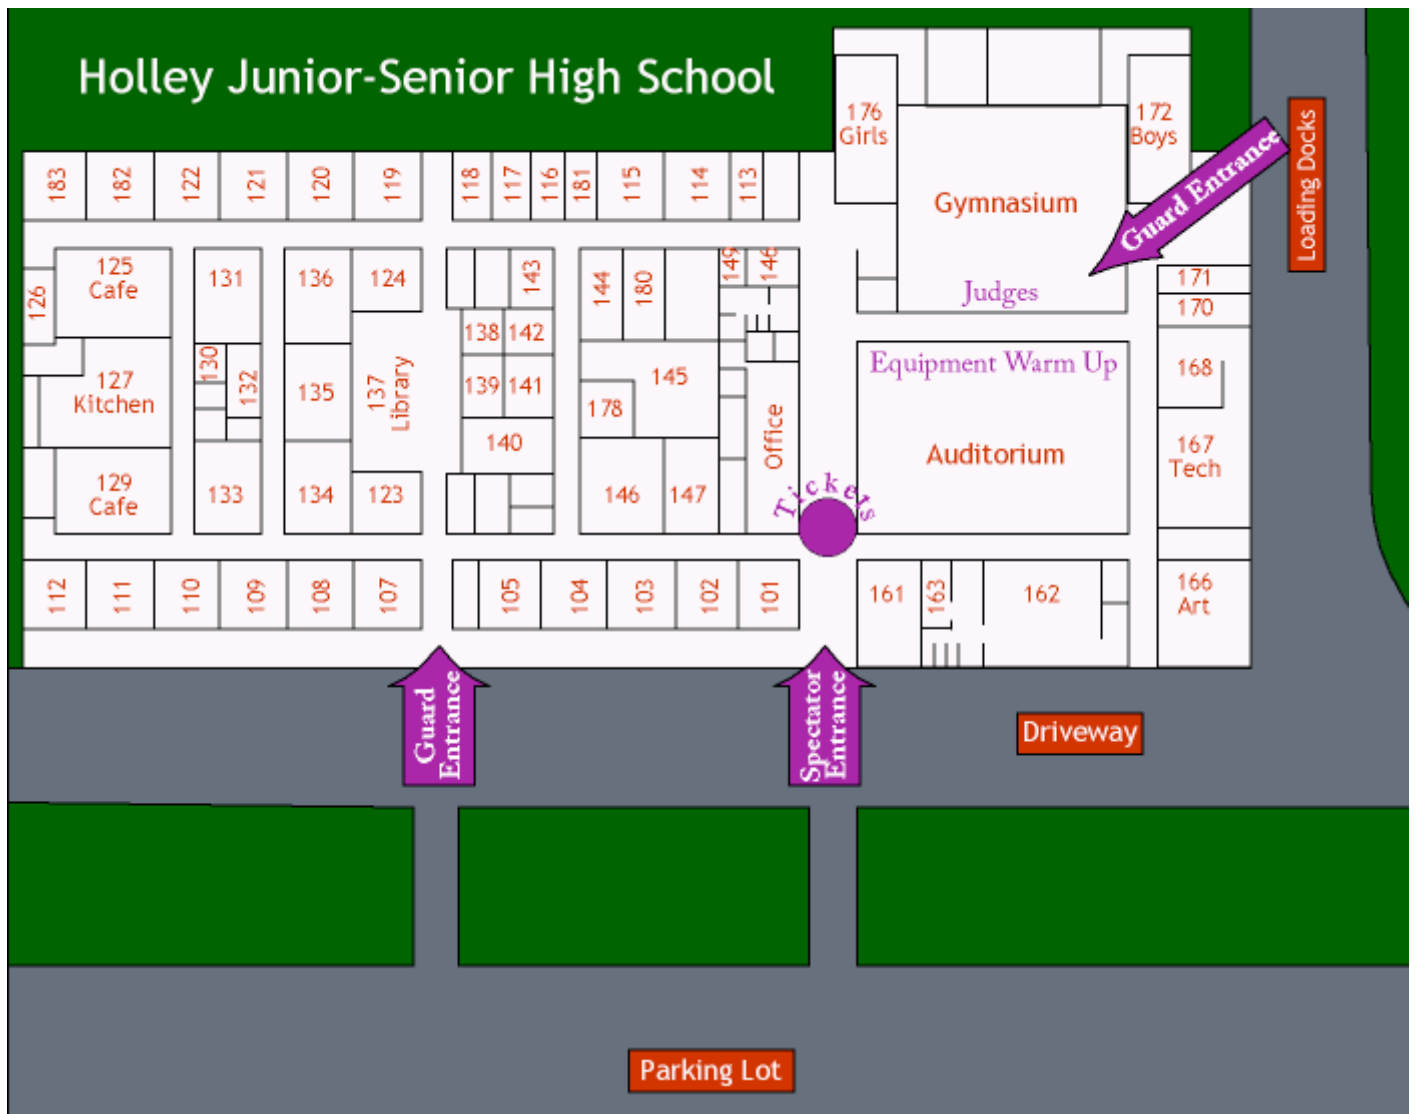 Holley Junior-Senior High School
176
Girls
172
Boys
Gymnasium
Judges
Guard Entrance
Loading Docks
183
182
122
121
120
119
118
117
116
181
115
114
113
125
Cafe
126
131
136
124
143
144
180
149
146
171
170
138
142
130
132
127
Kitchen
135
137
Library
139
141
145
178
Equipment Warm Up
168
140
Office
Auditorium
167
Tech
129
Cafe
133
134
123
146
147
Tickets
112
111
110
109
108
107
105
104
103
102
101
161
163
162
166
Art
Guard
Entrance
Spectator
Entrance
Driveway
Parking Lot